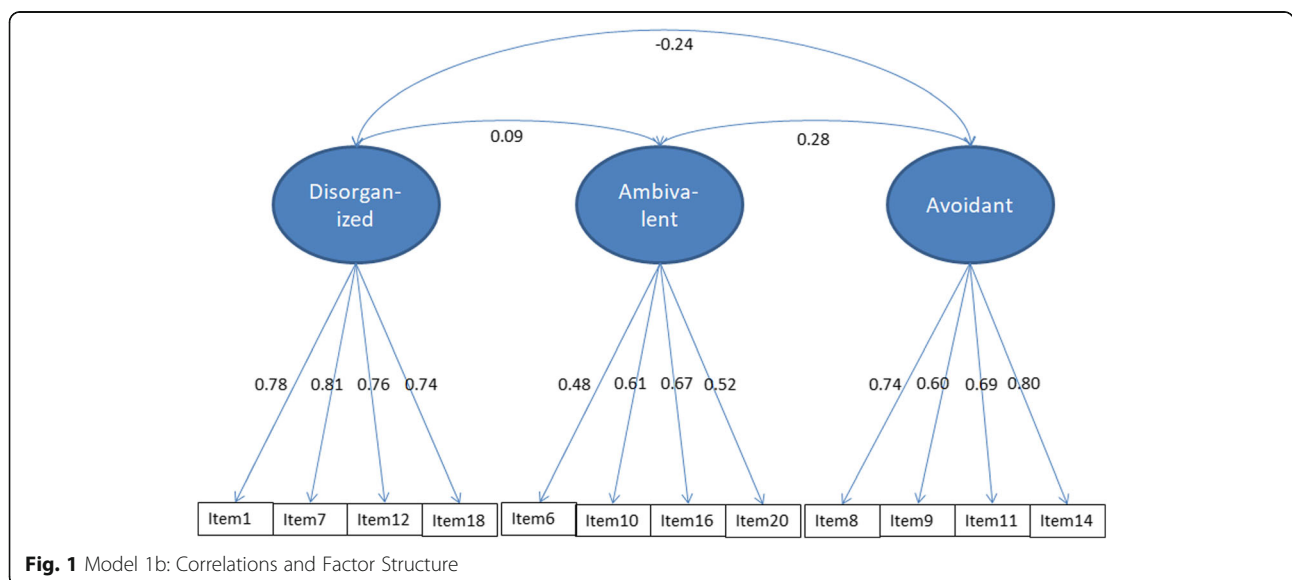 -0.24
0.09
0.28
Disorgan-
ized
Ambiva-
lent
Avoidant
0.78 0.81 0.76 0.74 0.48 0.61 0.67 0.52 0.74 0.60 0.69 0.80
Item1 Item7 Item12 Item18 Item6 Item10 Item16 Item20 Item8 Item9 Item11 Item14
Fig. 1 Model 1b: Correlations and Factor Structure